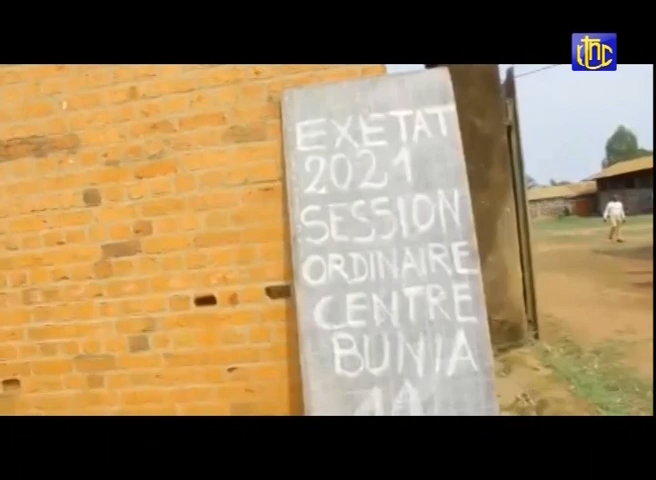 EXETAT
2021
SESSION
ORDINAIRE
CENTRE
BUNIA